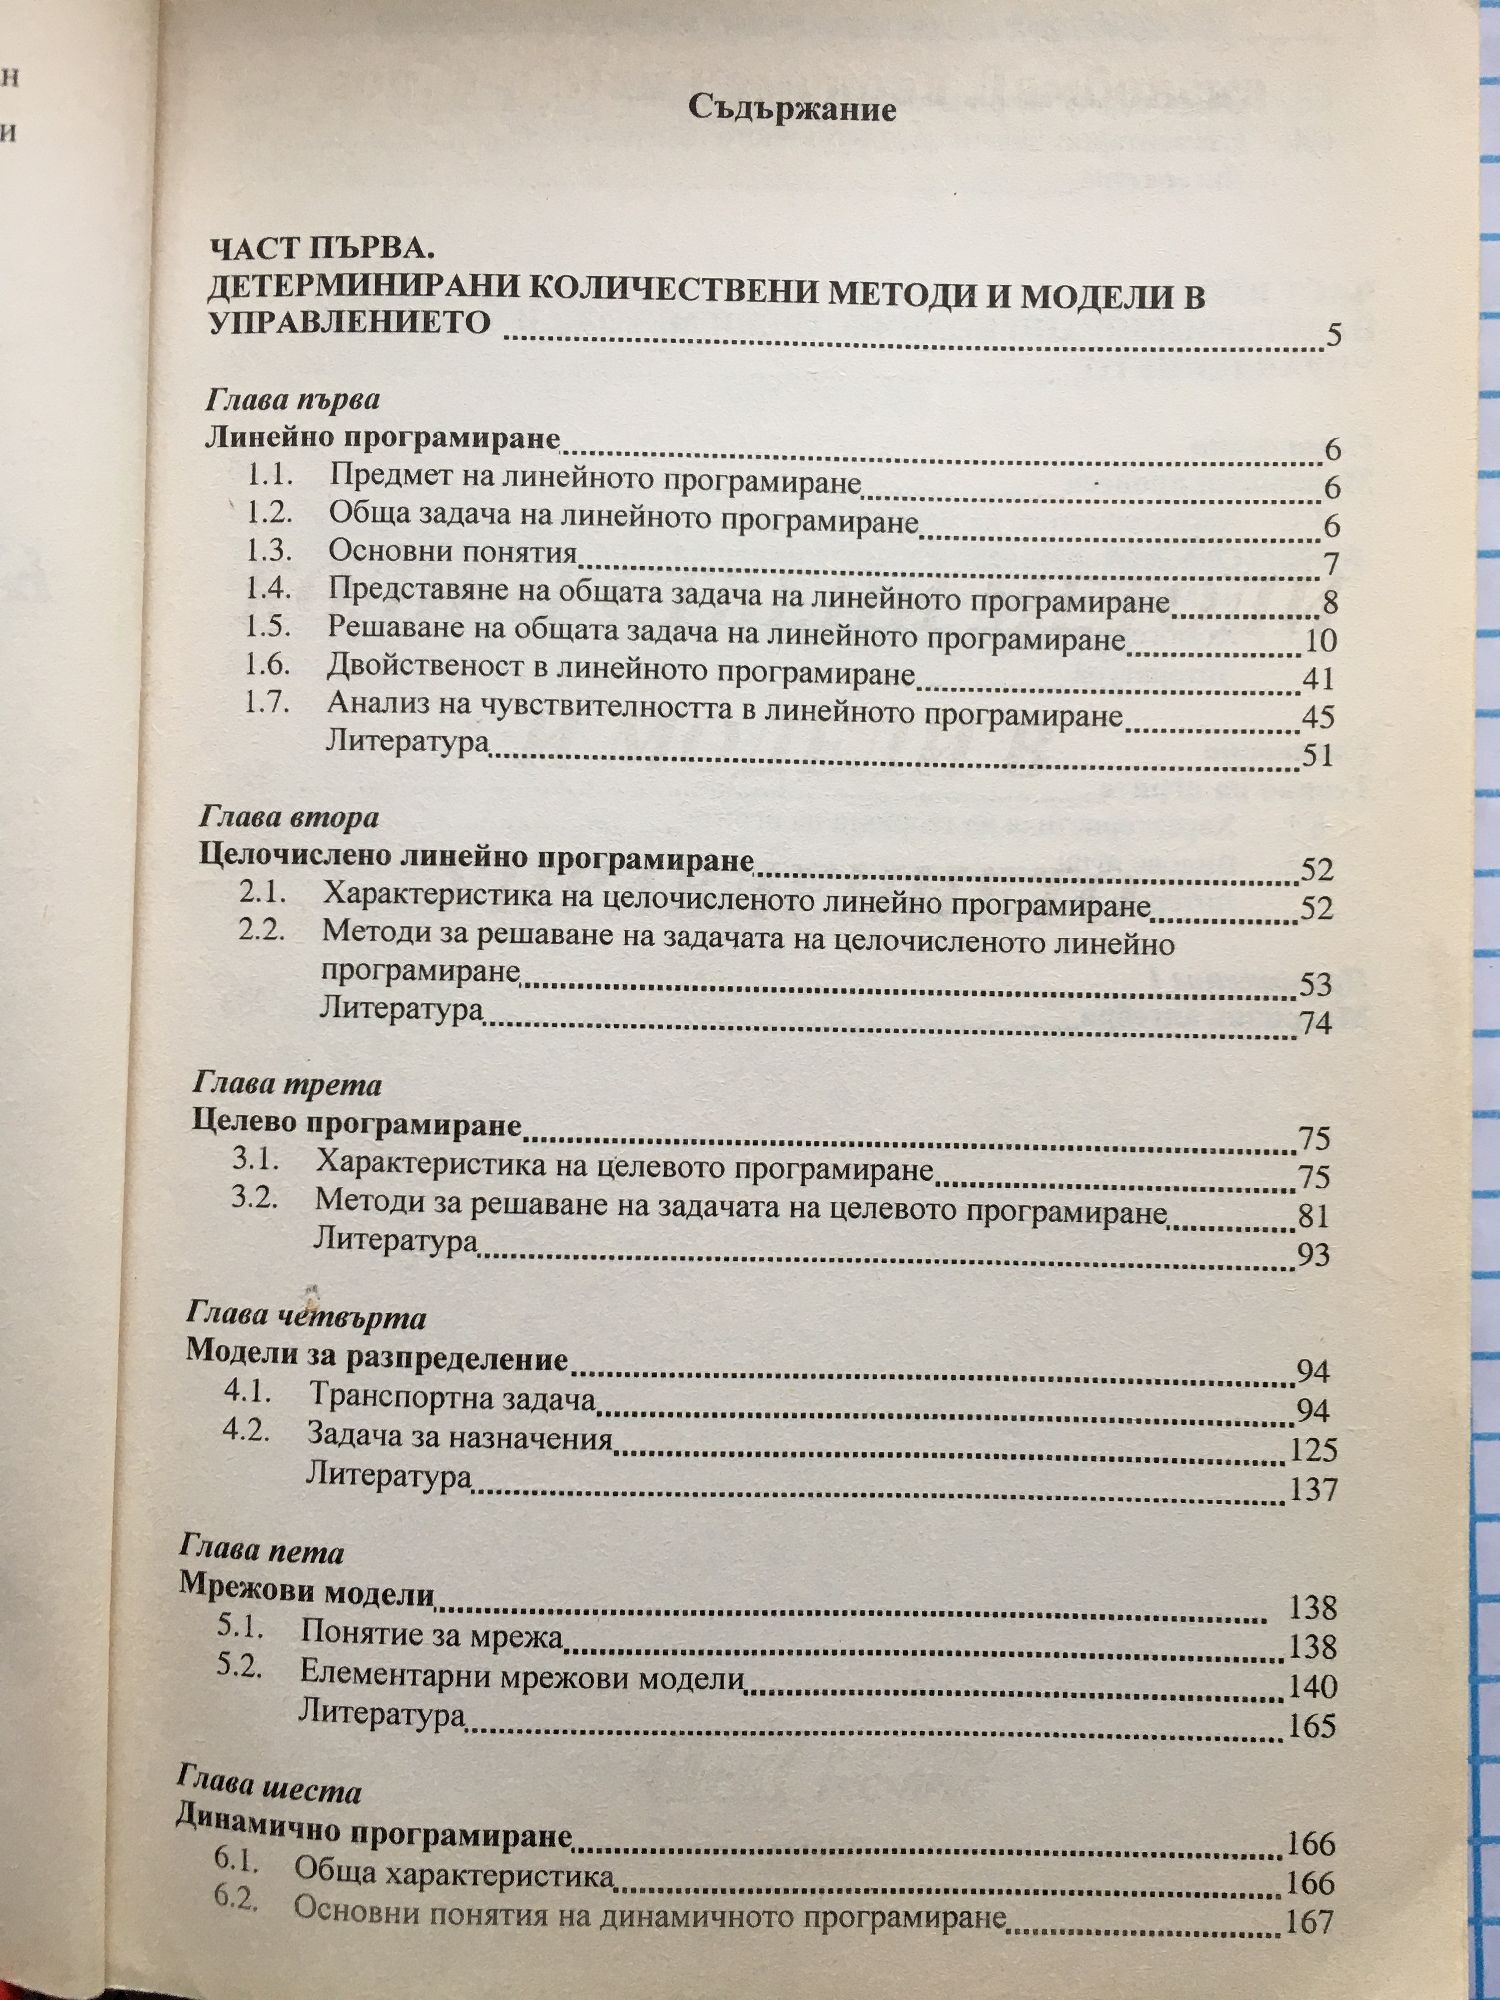 н
и
Съдържание
ЧАСТ ПЪРВА.
ДЕТЕРМИНИРАНИ КОЛИЧЕСТВЕНИ МЕТОДИ И МОДЕЛИ В
УПРАВЛЕНИЕТО 5
Глава първа
Линейно програмиране 6
1.1. Предмет на линейното програмиране 6
1.2. Обща задача на линейното програмиране 6
1.3. Основни понятия 7
1.4. Представяне на общата задача на линейното програмиране 8
1.5. Решаване на общата задача на линейното програмиране 10
1.6. Двойственост в линейното програмиране 41
1.7. Анализ на чувствителността в линейното програмиране 45
Литература 51
Глава втора
Целочислено линейно програмиране 52
2.1. Характеристика на целочисленото линейно програмиране 52
2.2. Методи за решаване на задачата на целочисленото линейно
програмиране 53
Литература 74
Глава трета
Целево програмиране 75
3.1. Характеристика на целевото програмиране 75
3.2. Методи за решаване на задачата на целевото програмиране 81
Литература 93
Глава четвърта
Модели за разпределение 94
4.1. Транспортна задача 94
4.2. Задача за назначения 125
Литература 137
Глава пета
Мрежови модели 138
5.1. Понятие за мрежа 138
5.2. Елементарни мрежови модели 140
Литература 165
Глава шеста
Динамично програмиране 166
6.1. Обща характеристика 166
6.2. Основни понятия на динамичното програмиране 167